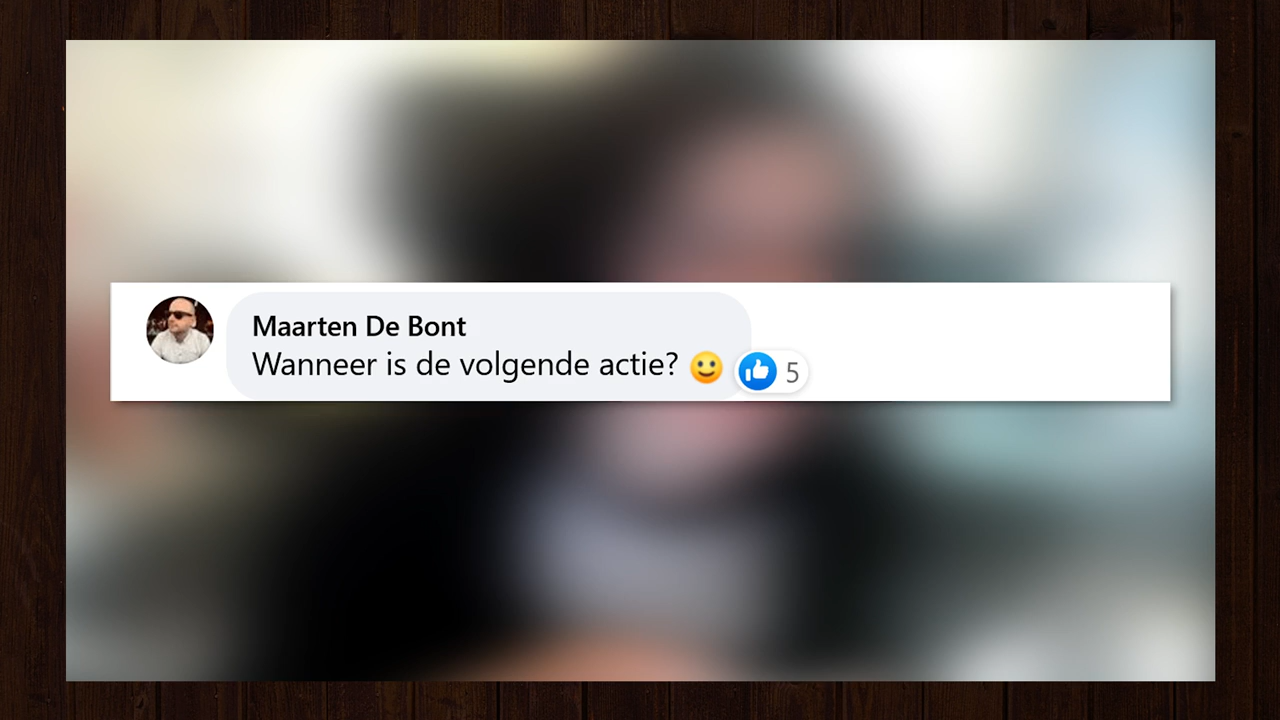 Maarten De Bont
Wanneer is de volgende actie? 🙂 5